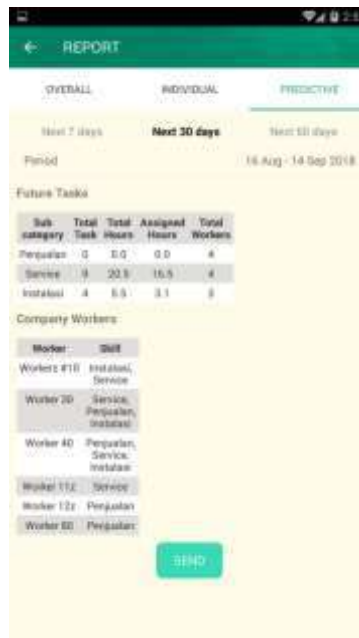 REPORT
OVERALL INDIVIDUAL PREDICTIVE
Next 7 days Next 30 days Next 60 days
Period 16 Aug - 14 Sep 2018
Future Tasks
Sub category Total Task Total Hours Assigned Hours Total Workers
Penjualan 0 0.0 0.0 4
Service 9 20.5 16.5 4
Instalasi 4 5.5 3.1 3
Company Workers
Worker Skill
Instalasi,
Service
Worker 20 Service,
Penjualan,
Instalasi
Worker 40 Penjualan,
Service,
Instalasi
Worker 11z Service
Worker 12z Penjualan
Worker 60 Penjualan
SEND